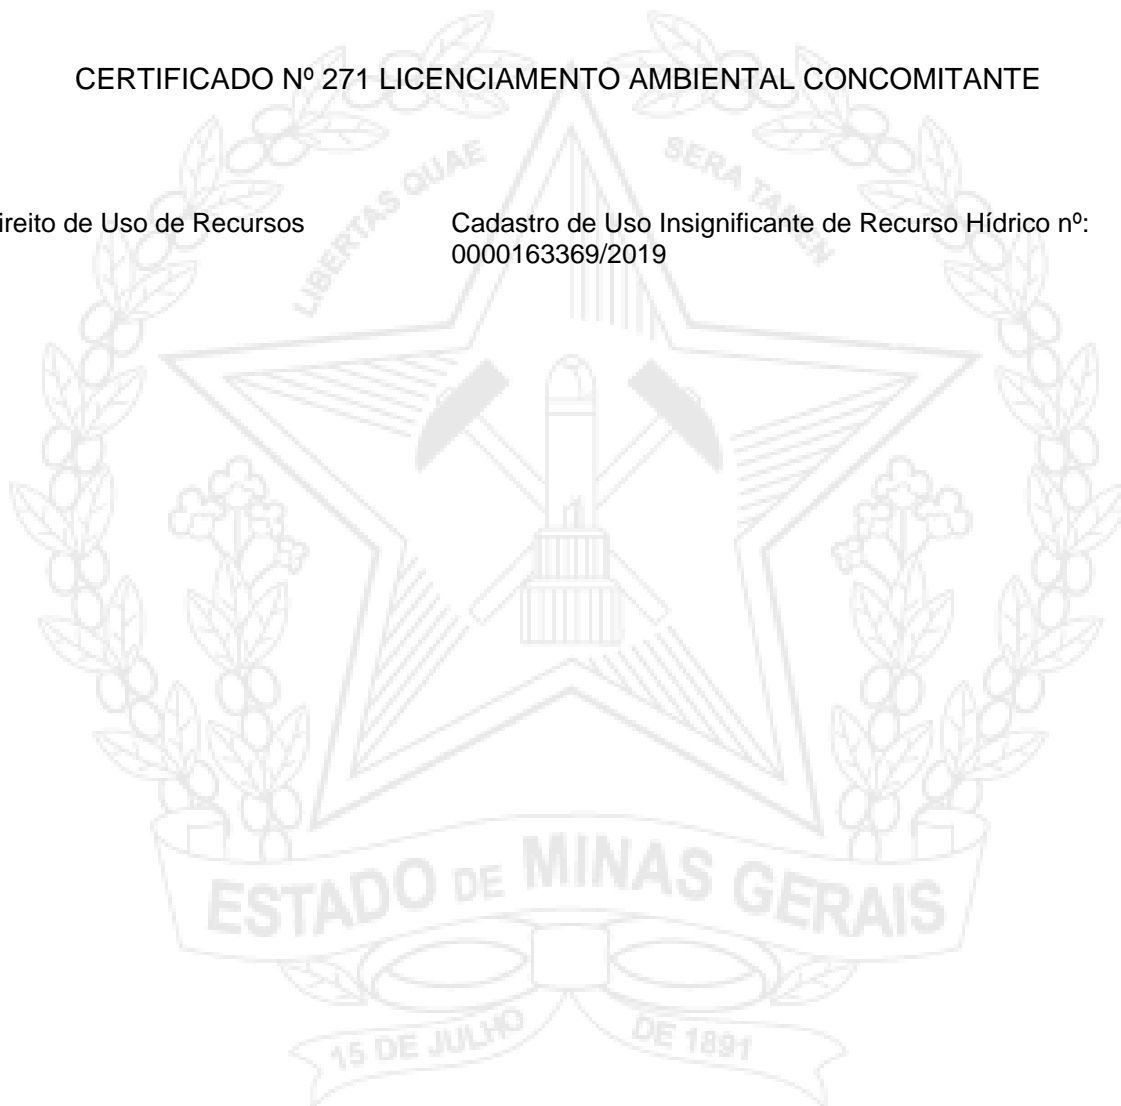 CERTIFICADO Nº 271 LICENCIAMENTO AMBIENTAL CONCOMITANTE
LIBERTAS QUAE SERA TAMEN
ireito de Uso de Recursos
Cadastro de Uso Insignificante de Recurso Hídrico nº:
0000163369/2019
ESTADO DE MINAS GERAIS
15 DE JULHO DE 1891